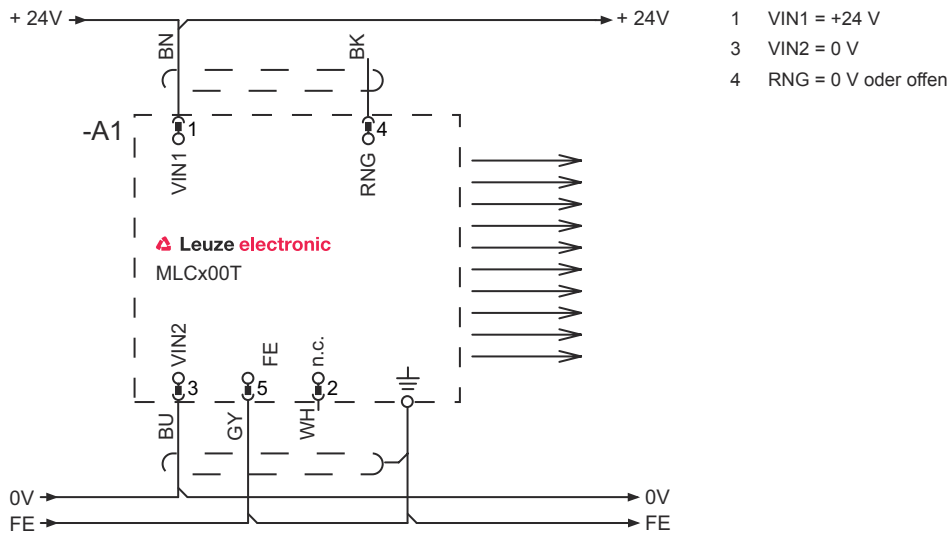 + 24V
+ 24V
1 VIN1 = +24 V
3 VIN2 = 0 V
4 RNG = 0 V oder offen
BN
BK
-A1
1
4
VIN1
RNG
Leuze electronic
MLCx00T
VIN2
FE
n.c.
3
5
2
BU
GY
WH
0V
0V
FE
FE